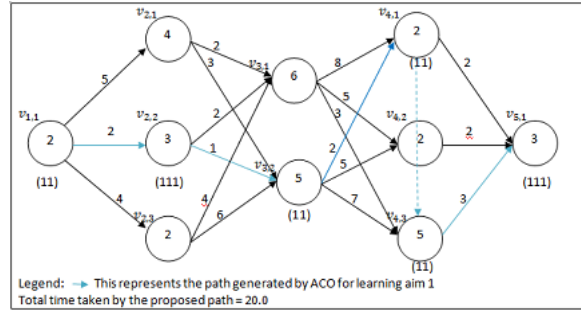 v4,1
v2,1
4
2
2
v3,1
8
(11)
2
3
6
5
5
3
v1,1
v2,2
2
v4,2
v5,1
2
2
3
1
2
2
2
3
(11)
(111)
v3,2
5
(111)
4
5
v2,3
4
6
(11)
7
v4,3
3
2
5
(11)
Legend: This represents the path generated by ACO for learning aim 1
Total time taken by the proposed path = 20.0